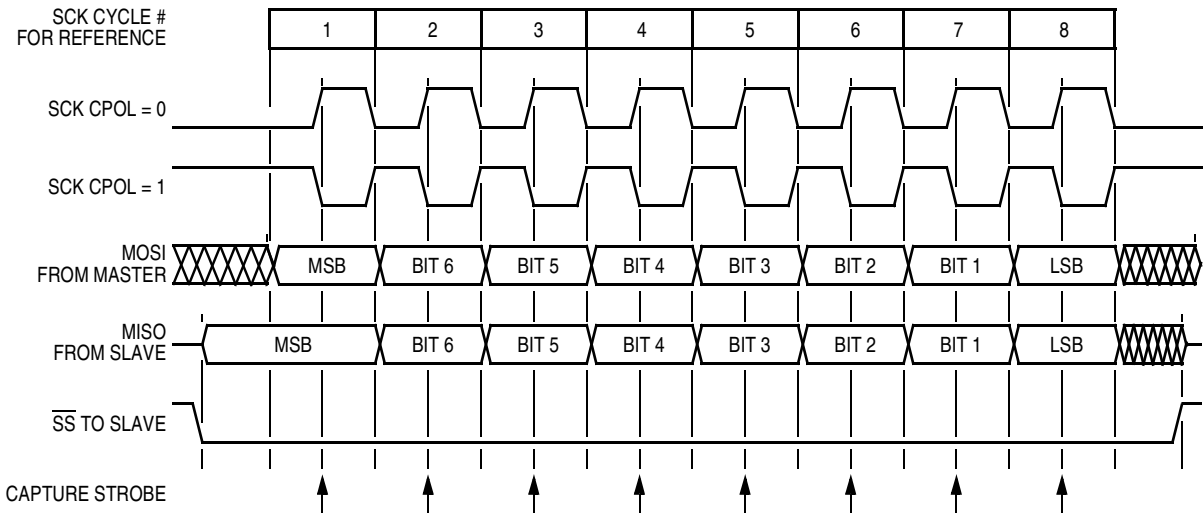 SCK CYCLE #
FOR REFERENCE
1 2 3 4 5 6 7 8
SCK CPOL = 0
SCK CPOL = 1
MOSI
FROM MASTER
MSB BIT 6 BIT 5 BIT 4 BIT 3 BIT 2 BIT 1 LSB
MISO
FROM SLAVE
MSB BIT 6 BIT 5 BIT 4 BIT 3 BIT 2 BIT 1 LSB
SS TO SLAVE
CAPTURE STROBE